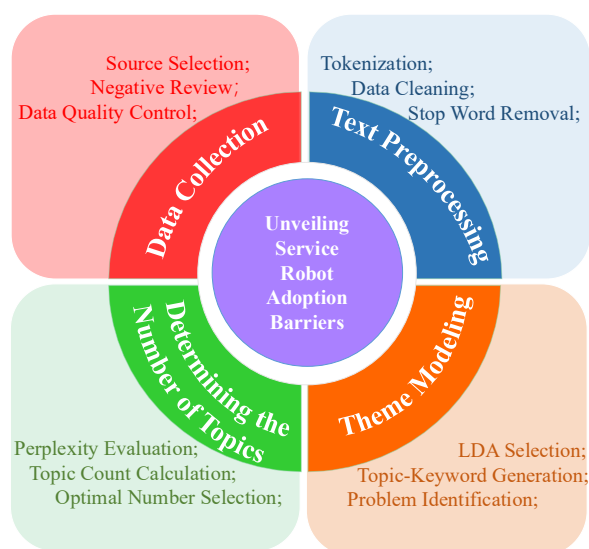 Source Selection;
Negative Review;
Data Quality Control;
Data Collection
Tokenization;
Data Cleaning;
Stop Word Removal;
Text Preprocessing
Unveiling
Service
Robot
Adoption
Barriers
Determining the
Number of Topics
Perplexity Evaluation;
Topic Count Calculation;
Optimal Number Selection;
Theme Modeling
LDA Selection;
Topic-Keyword Generation;
Problem Identification;